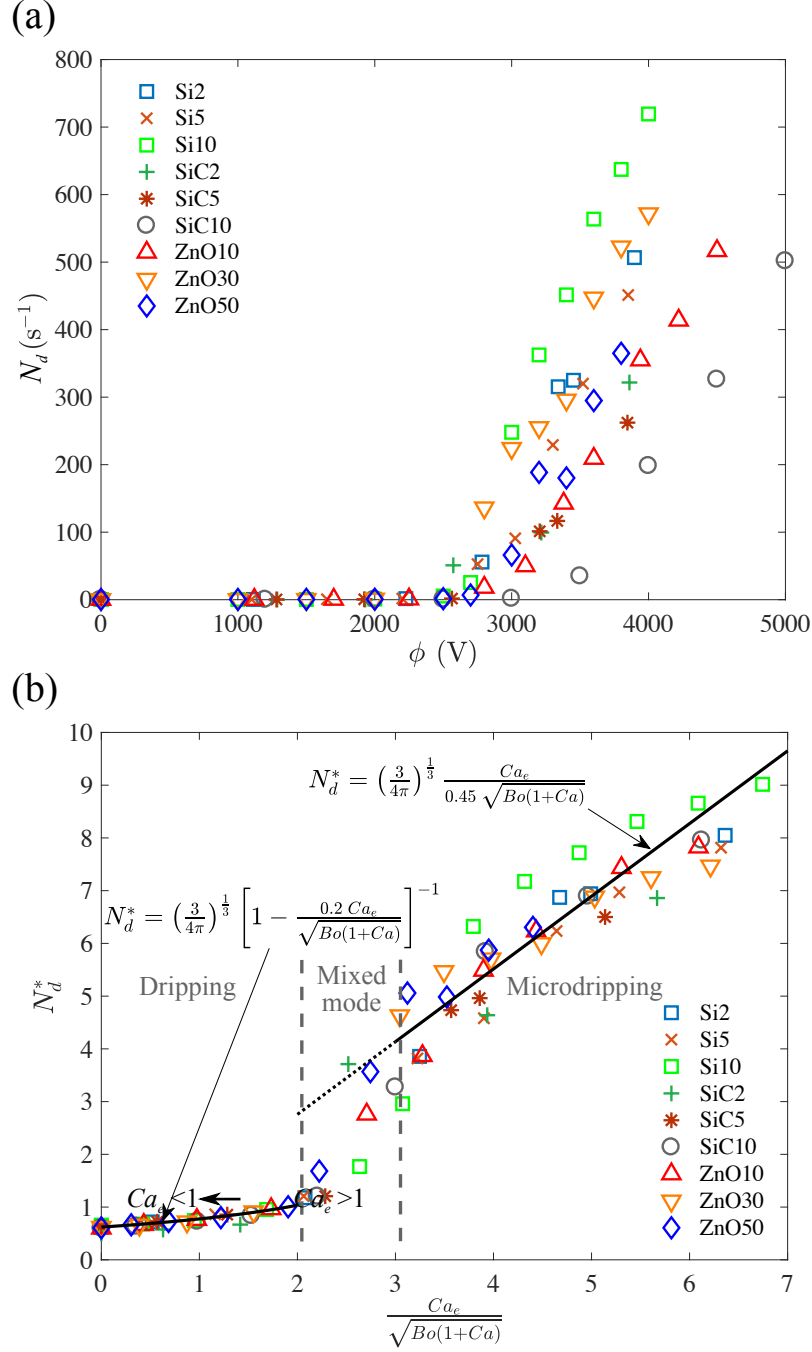 (a)
800
700
600
500
400
300
200
100
0
N_d (s⁻¹)
Si2
Si5
Si10
SiC2
SiC5
SiC10
ZnO10
ZnO30
ZnO50
0 1000 2000 3000 4000 5000
ϕ (V)
(b)
10
9
8
7
6
5
4
3
2
1
0
N_d^*
N_d^* = (3/4π)^{1/3} Ca_e / 0.45 √Bo(1+Ca)
N_d^* = (3/4π)^{1/3} [1 − 0.2 Ca_e / √Bo(1+Ca)]^{−1}
Dripping
Mixed
mode
Microdripping
Si2
Si5
Si10
SiC2
SiC5
SiC10
ZnO10
ZnO30
ZnO50
Ca_e <1
Ca_e >1
0 1 2 3 4 5 6 7
Ca_e / √Bo(1+Ca)